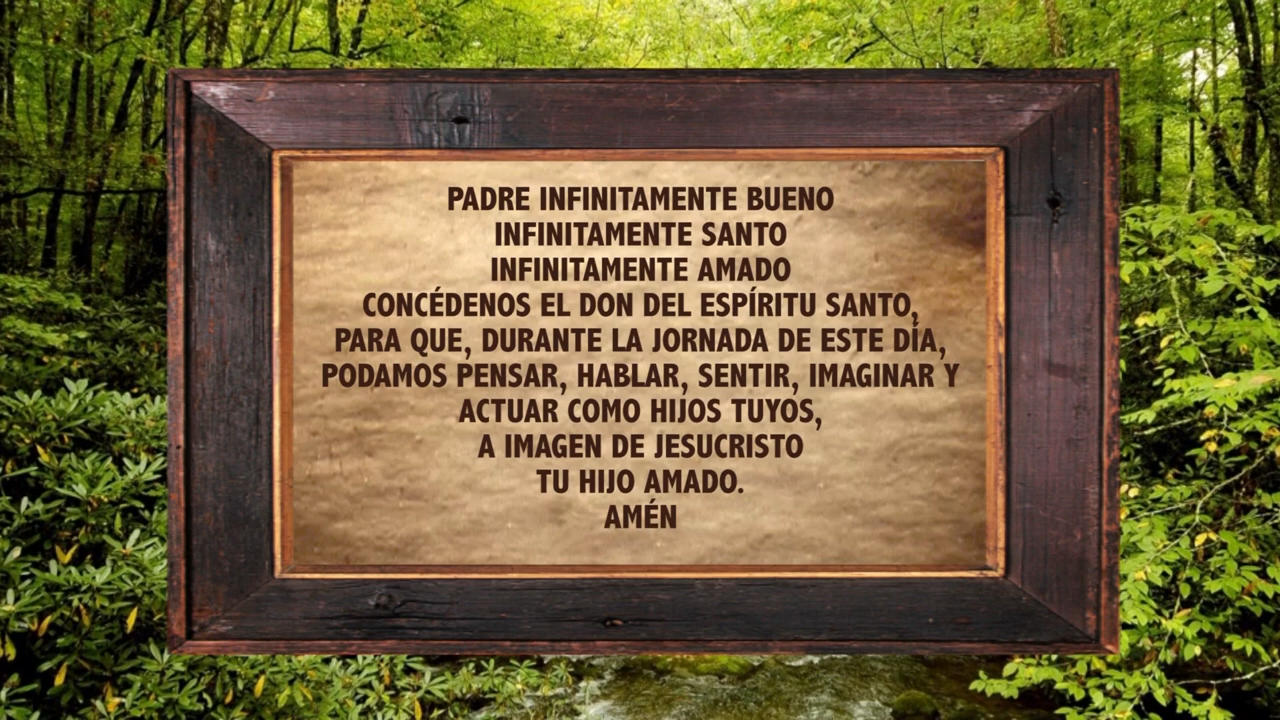 PADRE INFINITAMENTE BUENO
INFINITAMENTE SANTO
INFINITAMENTE AMADO
CONCÉDENOS EL DON DEL ESPÍRITU SANTO,
PARA QUE, DURANTE LA JORNADA DE ESTE DÍA,
PODAMOS PENSAR, HABLAR, SENTIR, IMAGINAR Y
ACTUAR COMO HIJOS TUYOS,
A IMAGEN DE JESUCRISTO
TU HIJO AMADO.
AMÉN